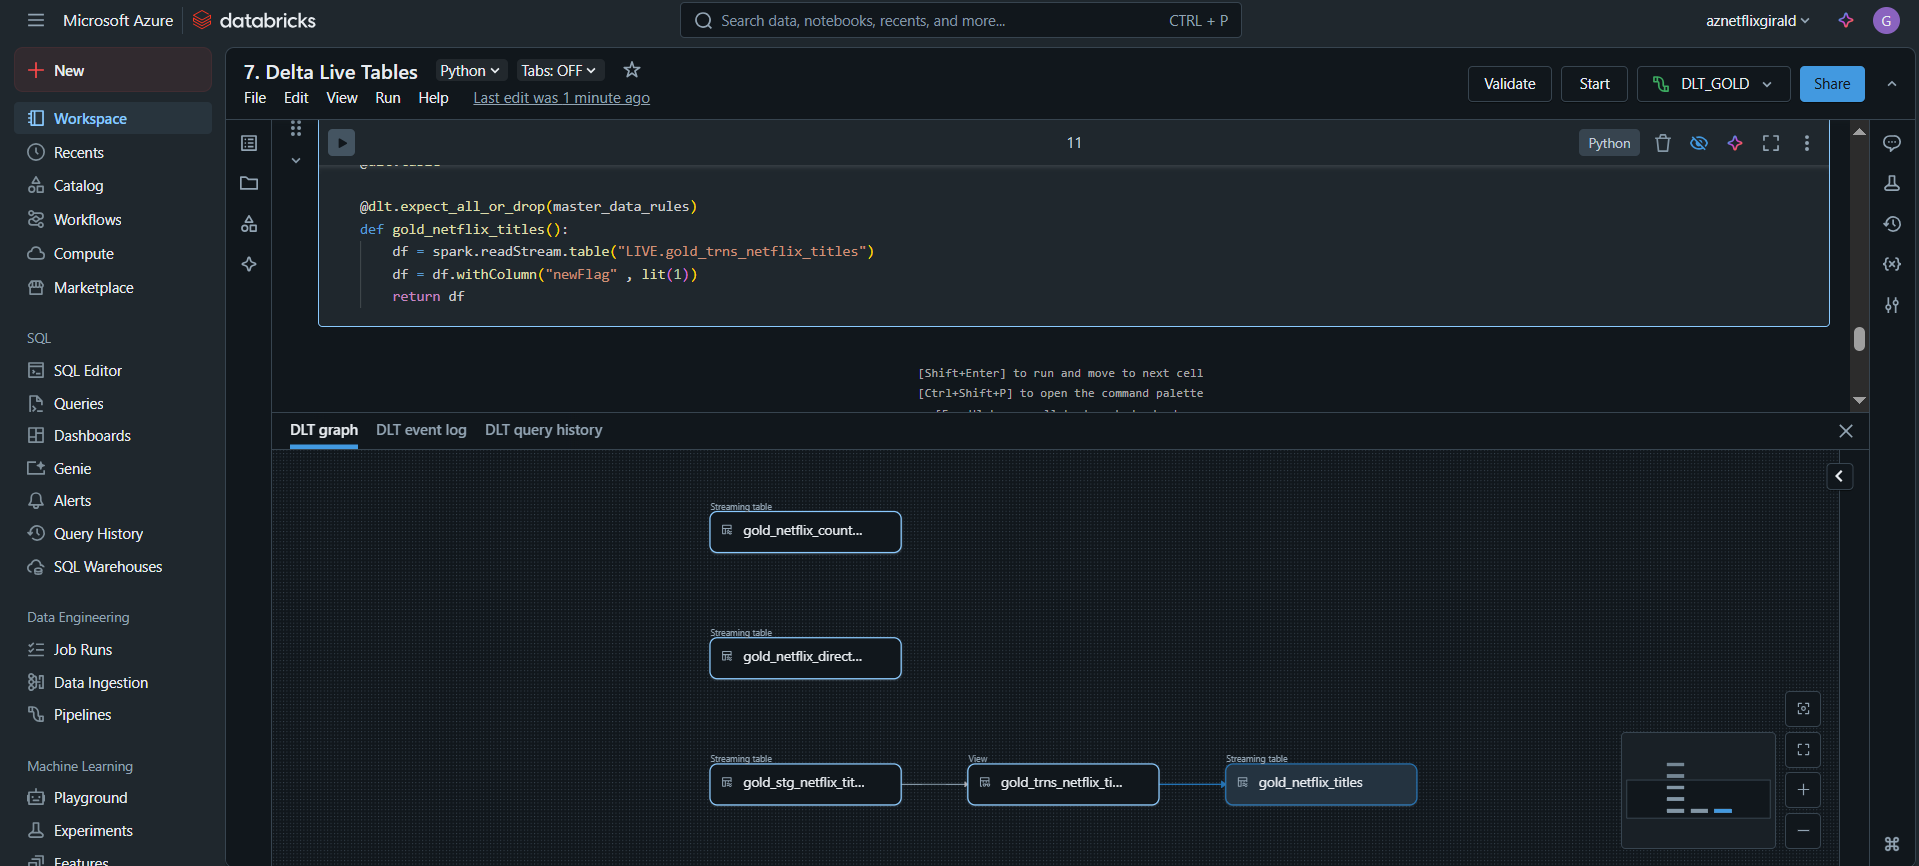 Microsoft Azure
databricks
Search data, notebooks, recents, and more...
CTRL + P
aznetflixgirald
G
New
Workspace
Recents
Catalog
Workflows
Compute
Marketplace
SQL
SQL Editor
Queries
Dashboards
Genie
Alerts
Query History
SQL Warehouses
Data Engineering
Job Runs
Data Ingestion
Pipelines
Machine Learning
Playground
Experiments
Features
7. Delta Live Tables
Python
Tabs: OFF
File Edit View Run Help
Last edit was 1 minute ago
Validate
Start
DLT_GOLD
Share
11
Python
@dlt.expect_all_or_drop(master_data_rules)
def gold_netflix_titles():
df = spark.readStream.table("LIVE.gold_trns_netflix_titles")
df = df.withColumn("newFlag" , lit(1))
return df
[Shift+Enter] to run and move to next cell
[Ctrl+Shift+P] to open the command palette
DLT graph
DLT event log
DLT query history
Streaming table
gold_netflix_count...
Streaming table
gold_netflix_direct...
Streaming table
gold_stg_netflix_tit...
View
gold_trns_netflix_ti...
Streaming table
gold_netflix_titles